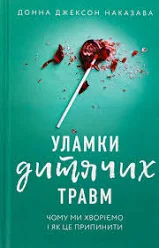 ДОННА ДЖЕКСОН НАКАЗАВА
УЛАМКИ
дитячих
ТРАВМ
ЧОМУ МИ ХВОРІЄМО
І ЯК ЦЕ ПРИПИНИТИ